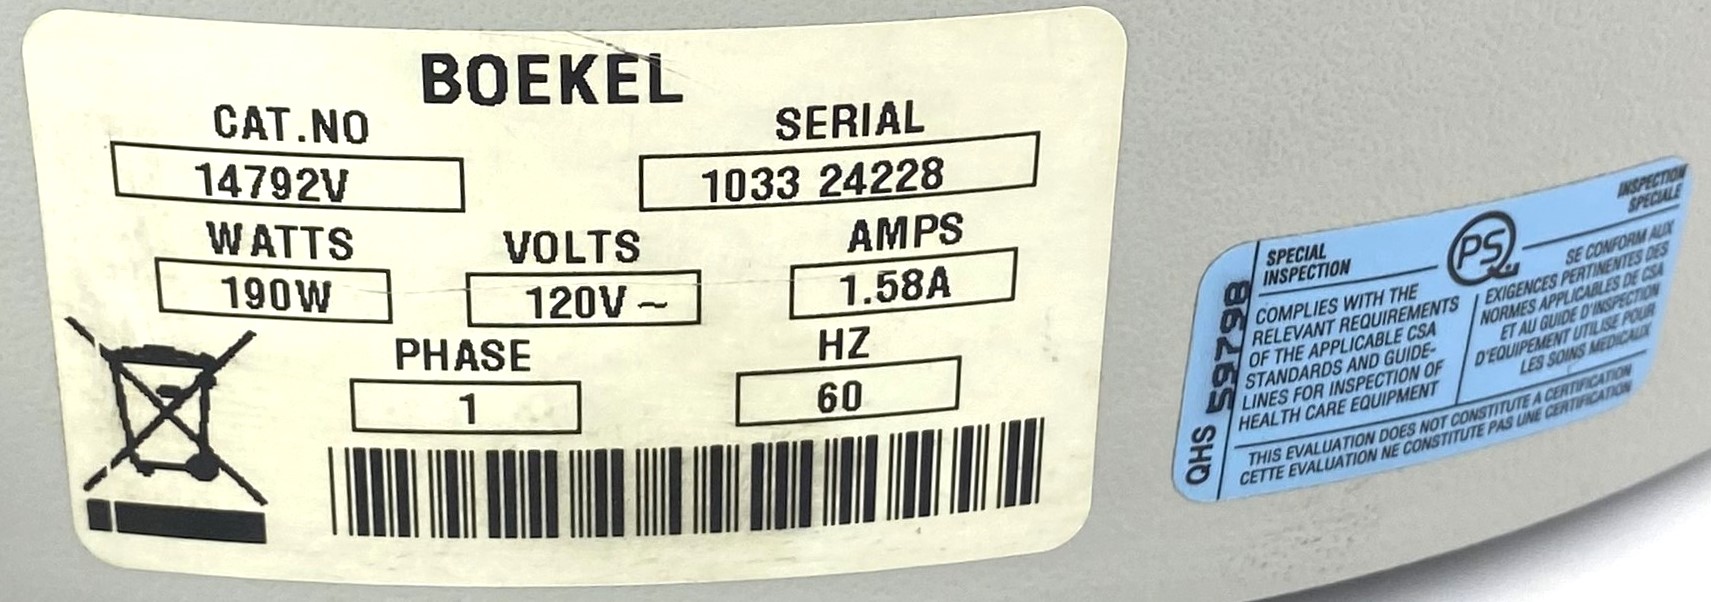 BOEKEL
CAT.NO
14792V
SERIAL
1033 24228
WATTS
190W
VOLTS
120V ~
AMPS
1.58A
PHASE
1
HZ
60
QHS 59798
SPECIAL
INSPECTION
PS
INSPECTION
SPECIALE
COMPLIES WITH THE
RELEVANT REQUIREMENTS
OF THE APPLICABLE CSA
STANDARDS AND GUIDE-
LINES FOR INSPECTION OF
HEALTH CARE EQUIPMENT
SE CONFORM AUX
EXIGENCES PERTINENTES DES
NORMES APPLICABLES DE CSA
ET AU GUIDE D'INSPECTION
D'EQUIPEMENT UTILISE POUR
LES SOINS MEDICAUX
THIS EVALUATION DOES NOT CONSTITUTE A CERTIFICATION
CETTE EVALUATION NE CONSTITUTE PAS UNE CERTIFICATION